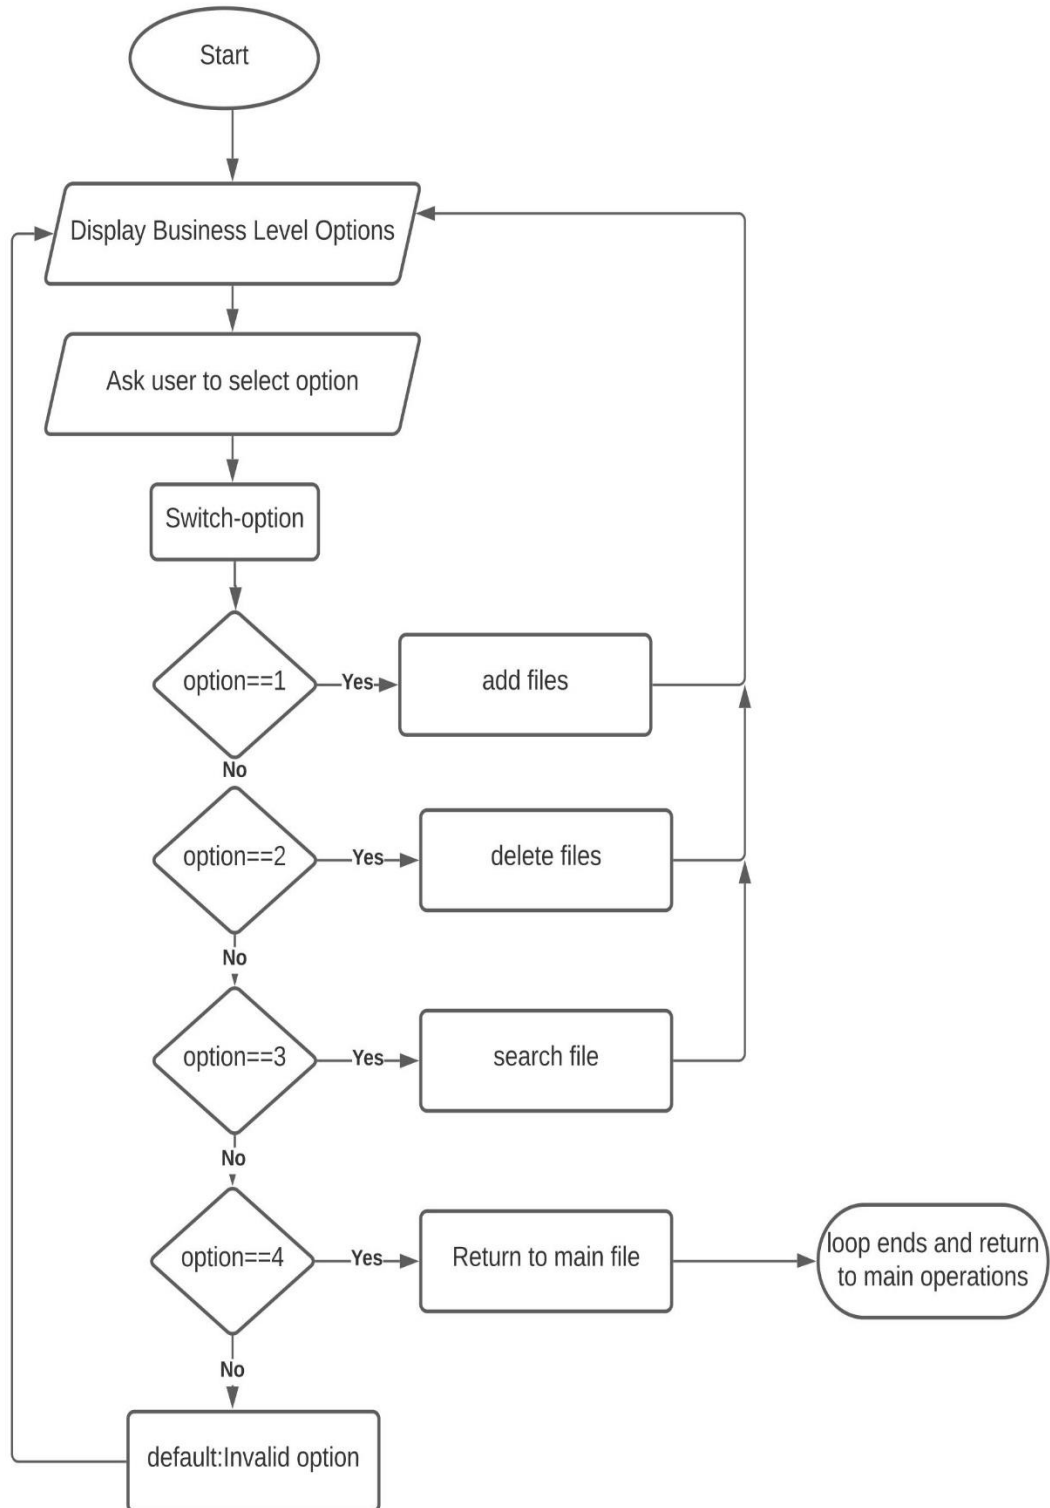 Start
Display Business Level Options
Ask user to select option
Switch-option
option==1
Yes
add files
No
option==2
Yes
delete files
No
option==3
Yes
search file
No
option==4
Yes
Return to main file
loop ends and return
to main operations
No
default:Invalid option